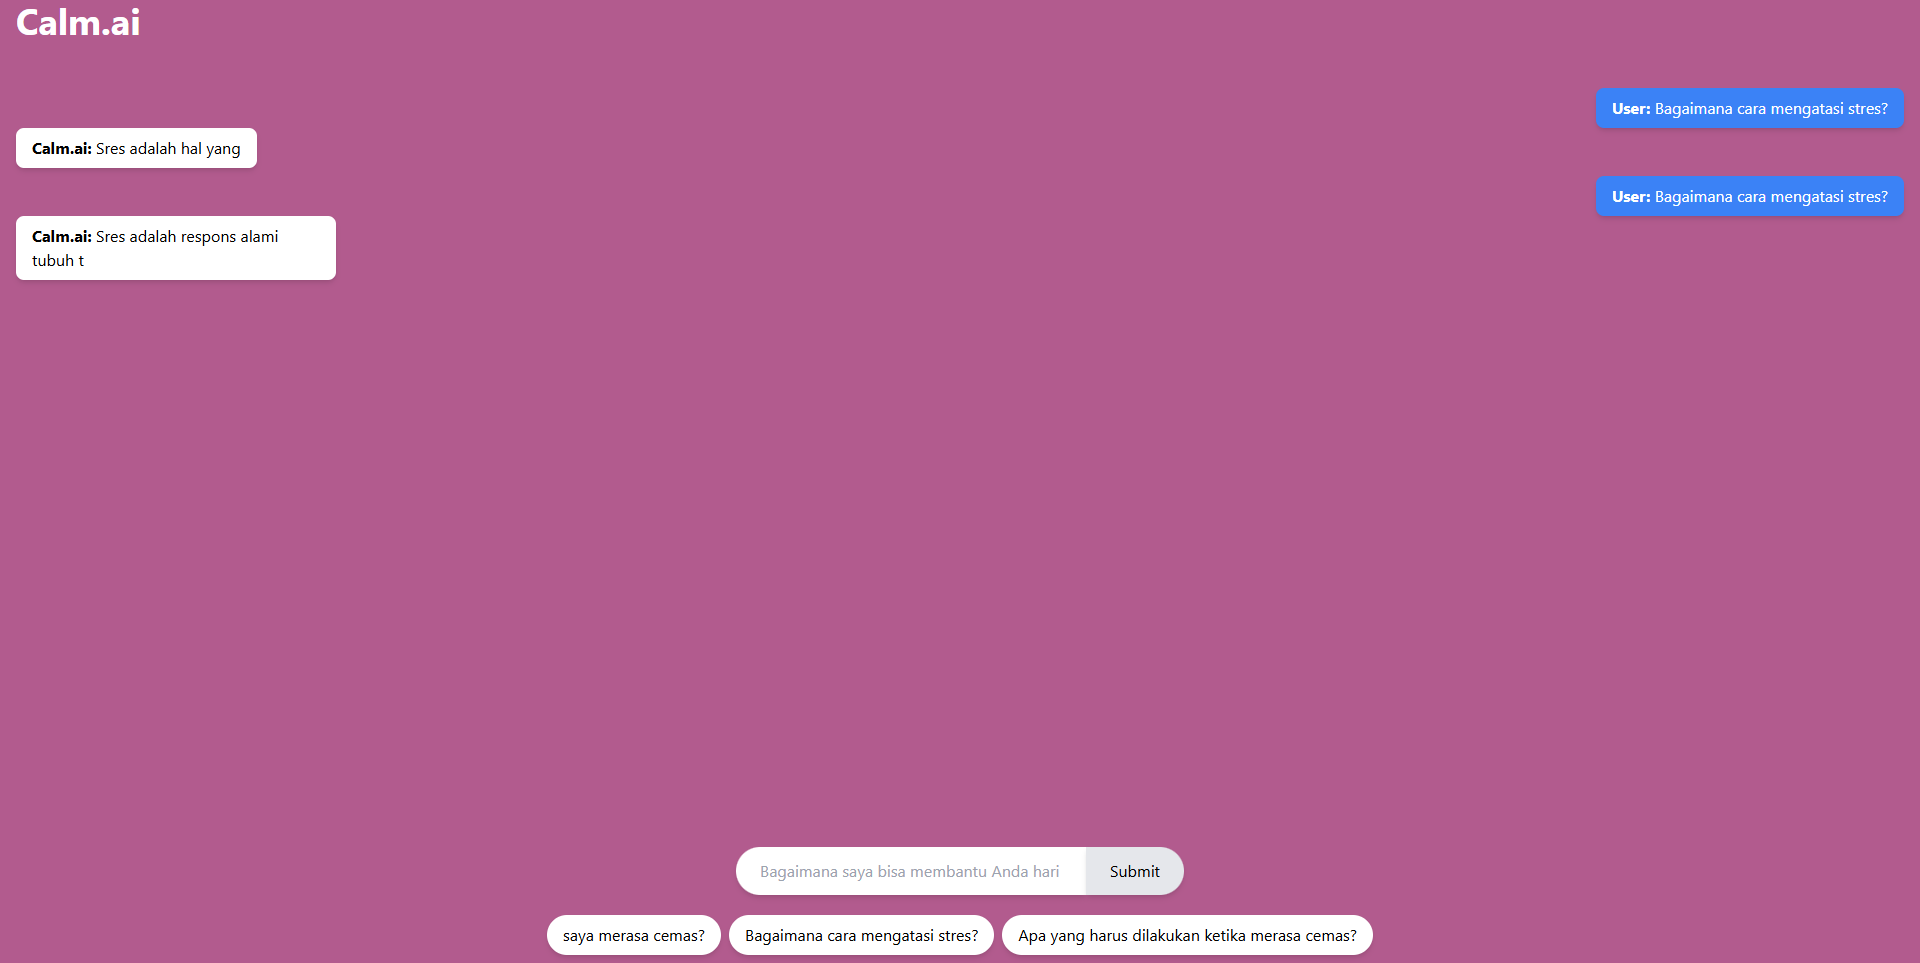 Calm.ai
User: Bagaimana cara mengatasi stres?
Calm.ai: Sres adalah hal yang
User: Bagaimana cara mengatasi stres?
Calm.ai: Sres adalah respons alami
tubuh t
Bagaimana saya bisa membantu Anda hari
Submit
saya merasa cemas?
Bagaimana cara mengatasi stres?
Apa yang harus dilakukan ketika merasa cemas?